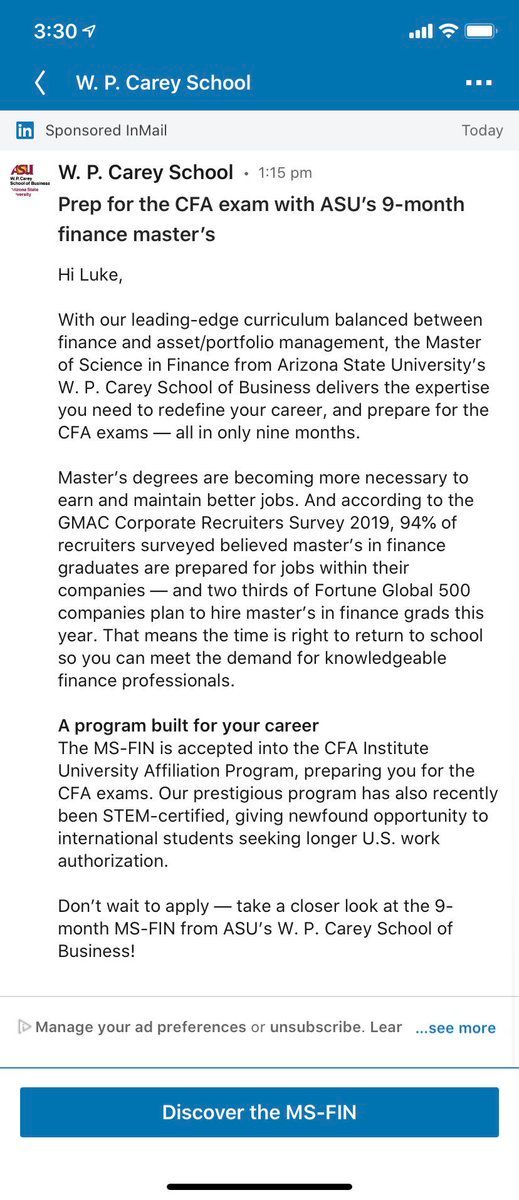 3:30
W. P. Carey School
...
in Sponsored InMail Today
ASU
W. P. Carey
School of Business
Arizona State
University
W. P. Carey School • 1:15 pm
Prep for the CFA exam with ASU’s 9-month
finance master’s
Hi Luke,
With our leading-edge curriculum balanced between
finance and asset/portfolio management, the Master
of Science in Finance from Arizona State University’s
W. P. Carey School of Business delivers the expertise
you need to redefine your career, and prepare for the
CFA exams — all in only nine months.
Master’s degrees are becoming more necessary to
earn and maintain better jobs. And according to the
GMAC Corporate Recruiters Survey 2019, 94% of
recruiters surveyed believed master’s in finance
graduates are prepared for jobs within their
companies — and two thirds of Fortune Global 500
companies plan to hire master’s in finance grads this
year. That means the time is right to return to school
so you can meet the demand for knowledgeable
finance professionals.
A program built for your career
The MS-FIN is accepted into the CFA Institute
University Affiliation Program, preparing you for the
CFA exams. Our prestigious program has also recently
been STEM-certified, giving newfound opportunity to
international students seeking longer U.S. work
authorization.
Don’t wait to apply — take a closer look at the 9-
month MS-FIN from ASU’s W. P. Carey School of
Business!
Manage your ad preferences or unsubscribe. Lear ...see more
Discover the MS-FIN